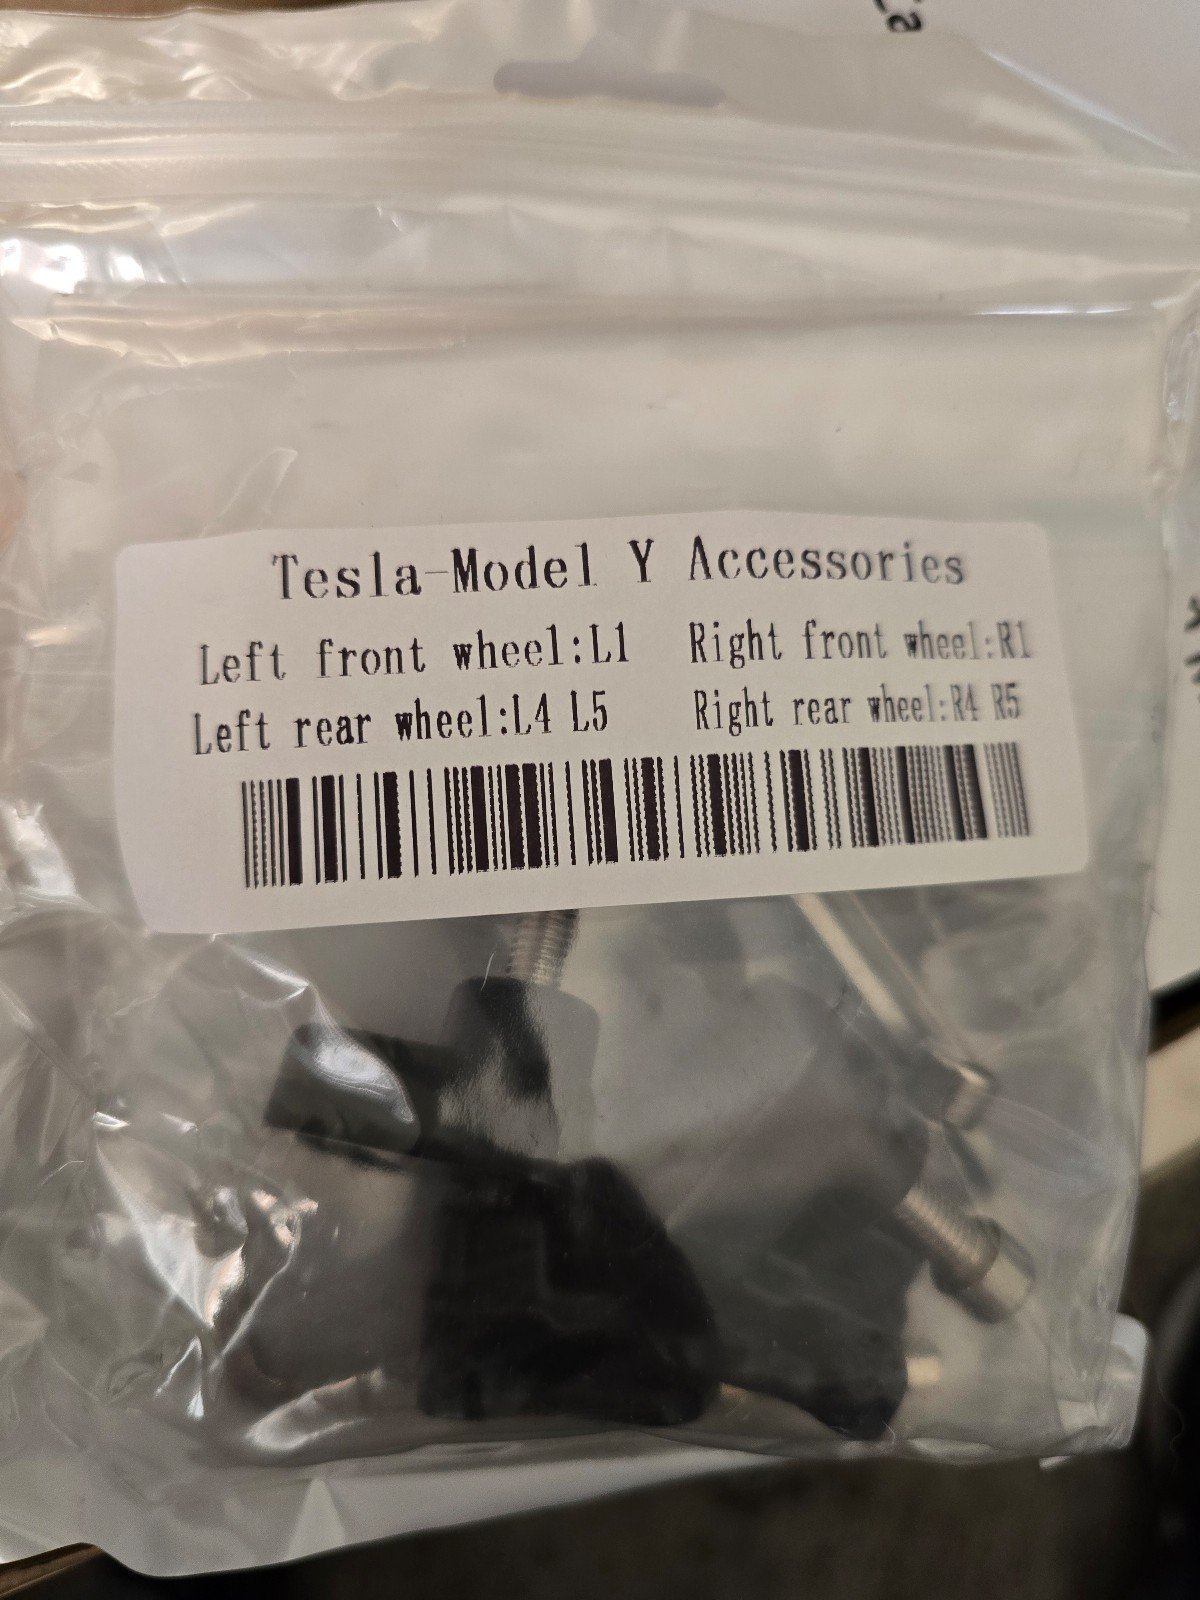 Tesla-Model Y Accessories
Left front wheel:L1 Right front wheel:R1
Left rear wheel:L4 L5 Right rear wheel:R4 R5